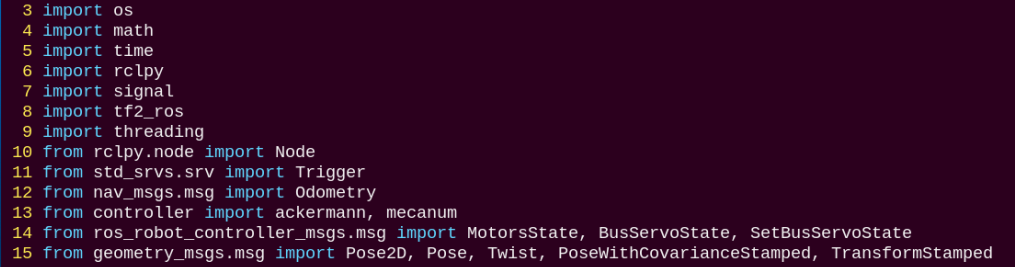 3 import os
4 import math
5 import time
6 import rclpy
7 import signal
8 import tf2_ros
9 import threading
10 from rclpy.node import Node
11 from std_srvs.srv import Trigger
12 from nav_msgs.msg import Odometry
13 from controller import ackermann, mecanum
14 from ros_robot_controller_msgs.msg import MotorsState, BusServoState, SetBusServoState
15 from geometry_msgs.msg import Pose2D, Pose, Twist, PoseWithCovarianceStamped, TransformStamped